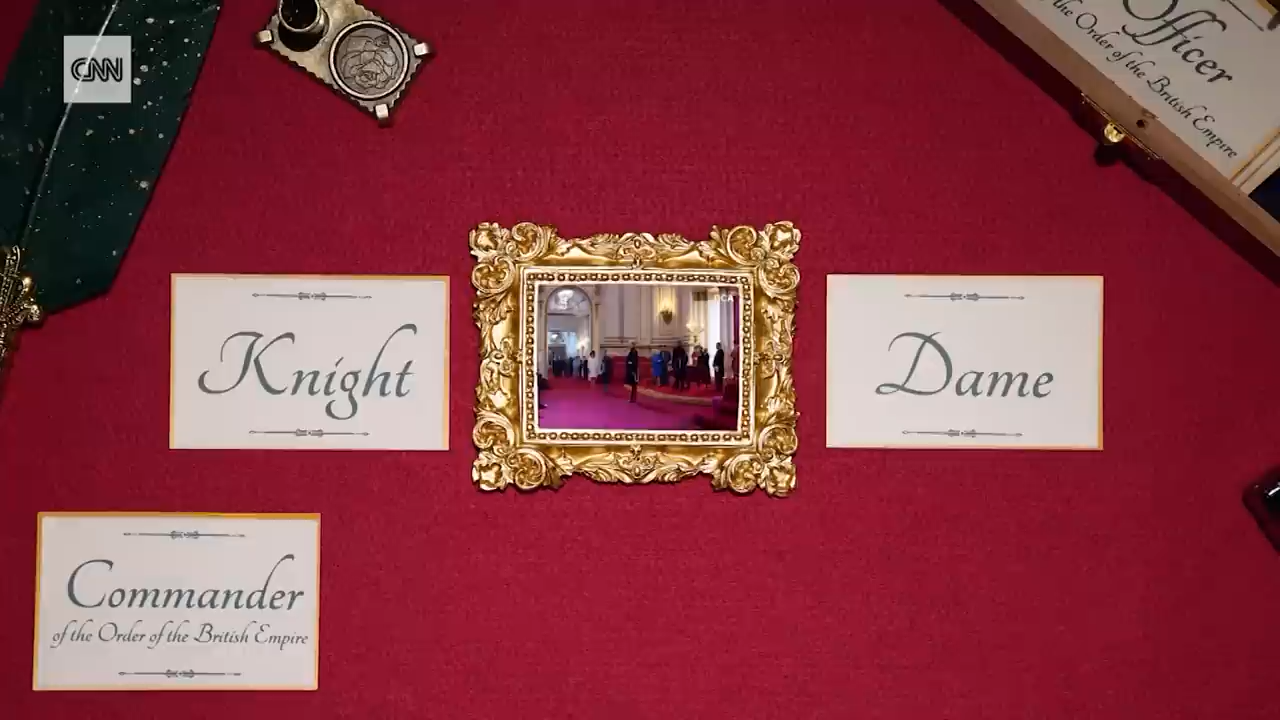 CNN
Officer
of the Order of the British Empire
Knight
Dame
Commander
of the Order of the British Empire